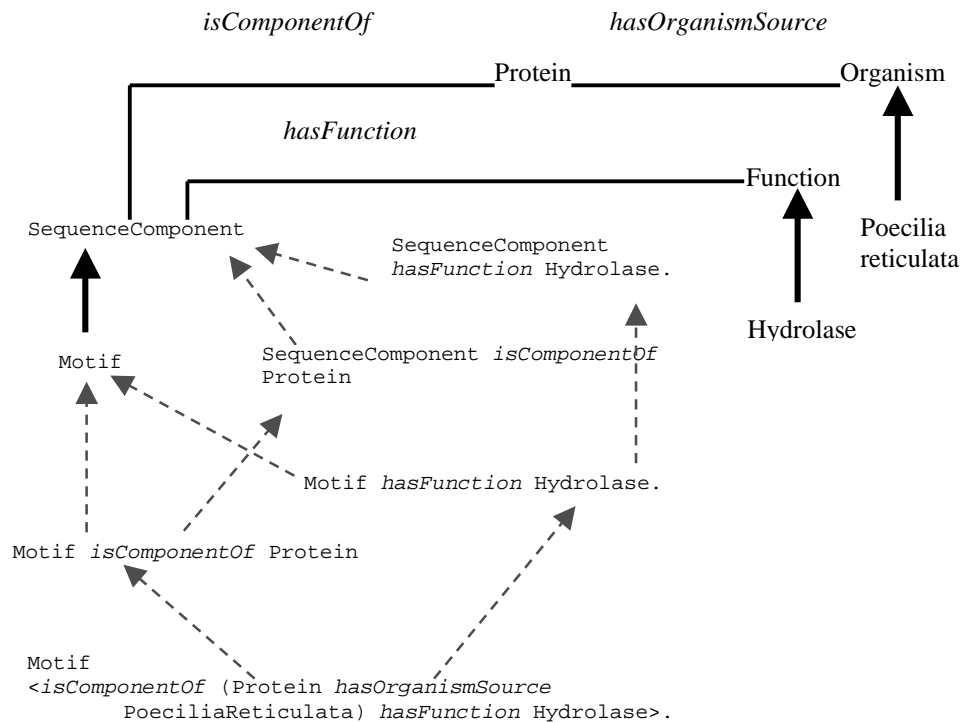 isComponentOf hasOrganismSource
Protein Organism
hasFunction
Function
SequenceComponent
Poecilia
reticulata
SequenceComponent
hasFunction Hydrolase.
Hydrolase
SequenceComponent isComponentOf
Protein
Motif
Motif hasFunction Hydrolase.
Motif isComponentOf Protein
Motif
<isComponentOf (Protein hasOrganismSource
PoeciliaReticulata) hasFunction Hydrolase>.